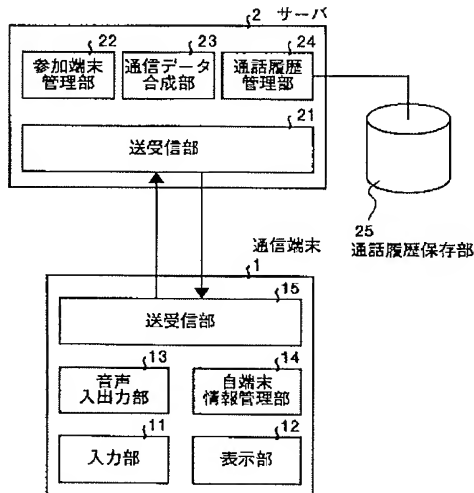 2 サーバ
22 23 24
参加端末 通信データ 通話履歴
管理部 合成部 管理部
21
送受信部
25
通話履歴保存部
通信端末
1
15
送受信部
13 14
音声 自端末
入出力部 情報管理部
11 12
入力部 表示部